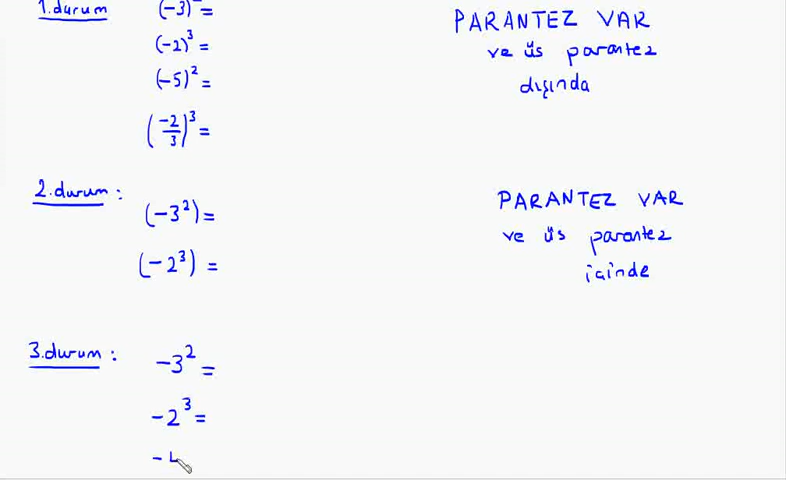 1.durum
(-3)
=
PARANTEZ VAR
ve üs parantez
dışında
(-2)³ =
(-5)² =
(-2/3)³ =
2.durum :
(-3²) =
(-2³) =
PARANTEZ VAR
ve üs parantez
içinde
3.durum :
-3² =
-2³ =
-4